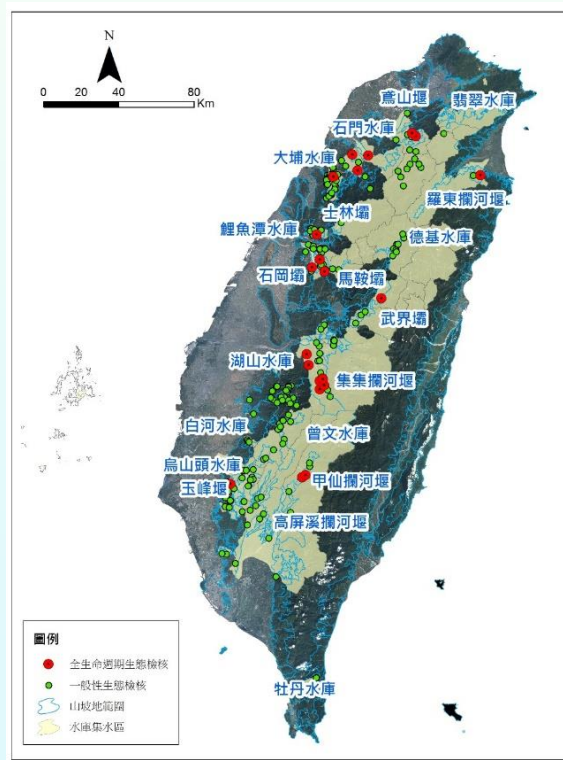 N
0 40 80
Km
鳶山堰
翡翠水庫
石門水庫
大埔水庫
羅東攔河堰
士林壩
鯉魚潭水庫
德基水庫
石岡壩
馬鞍壩
武界壩
湖山水庫
集集攔河堰
白河水庫
曾文水庫
烏山頭水庫
甲仙攔河堰
玉峰堰
高屏溪攔河堰
牡丹水庫
圖例
全生命週期生態檢核
一般性生態檢核
山坡地範圍
水庫集水區